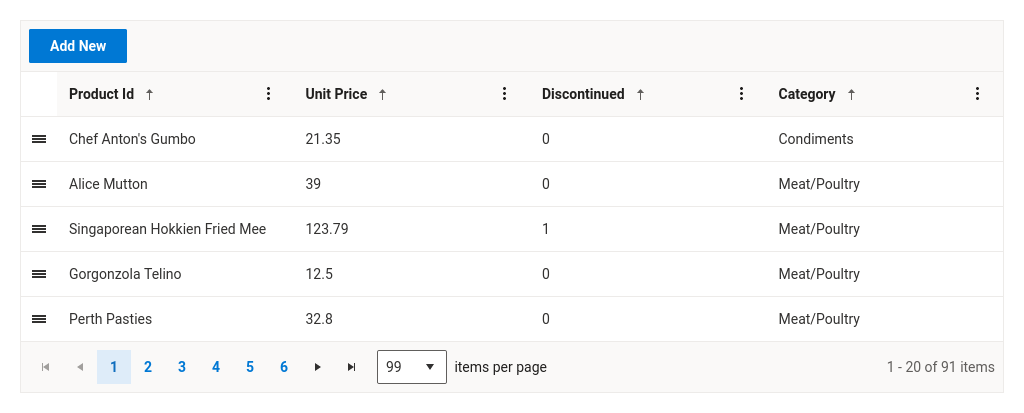 Add New
Product Id Unit Price Discontinued Category
Chef Anton's Gumbo 21.35 0 Condiments
Alice Mutton 39 0 Meat/Poultry
Singaporean Hokkien Fried Mee 123.79 1 Meat/Poultry
Gorgonzola Telino 12.5 0 Meat/Poultry
Perth Pasties 32.8 0 Meat/Poultry
1 2 3 4 5 6 99 items per page 1 - 20 of 91 items